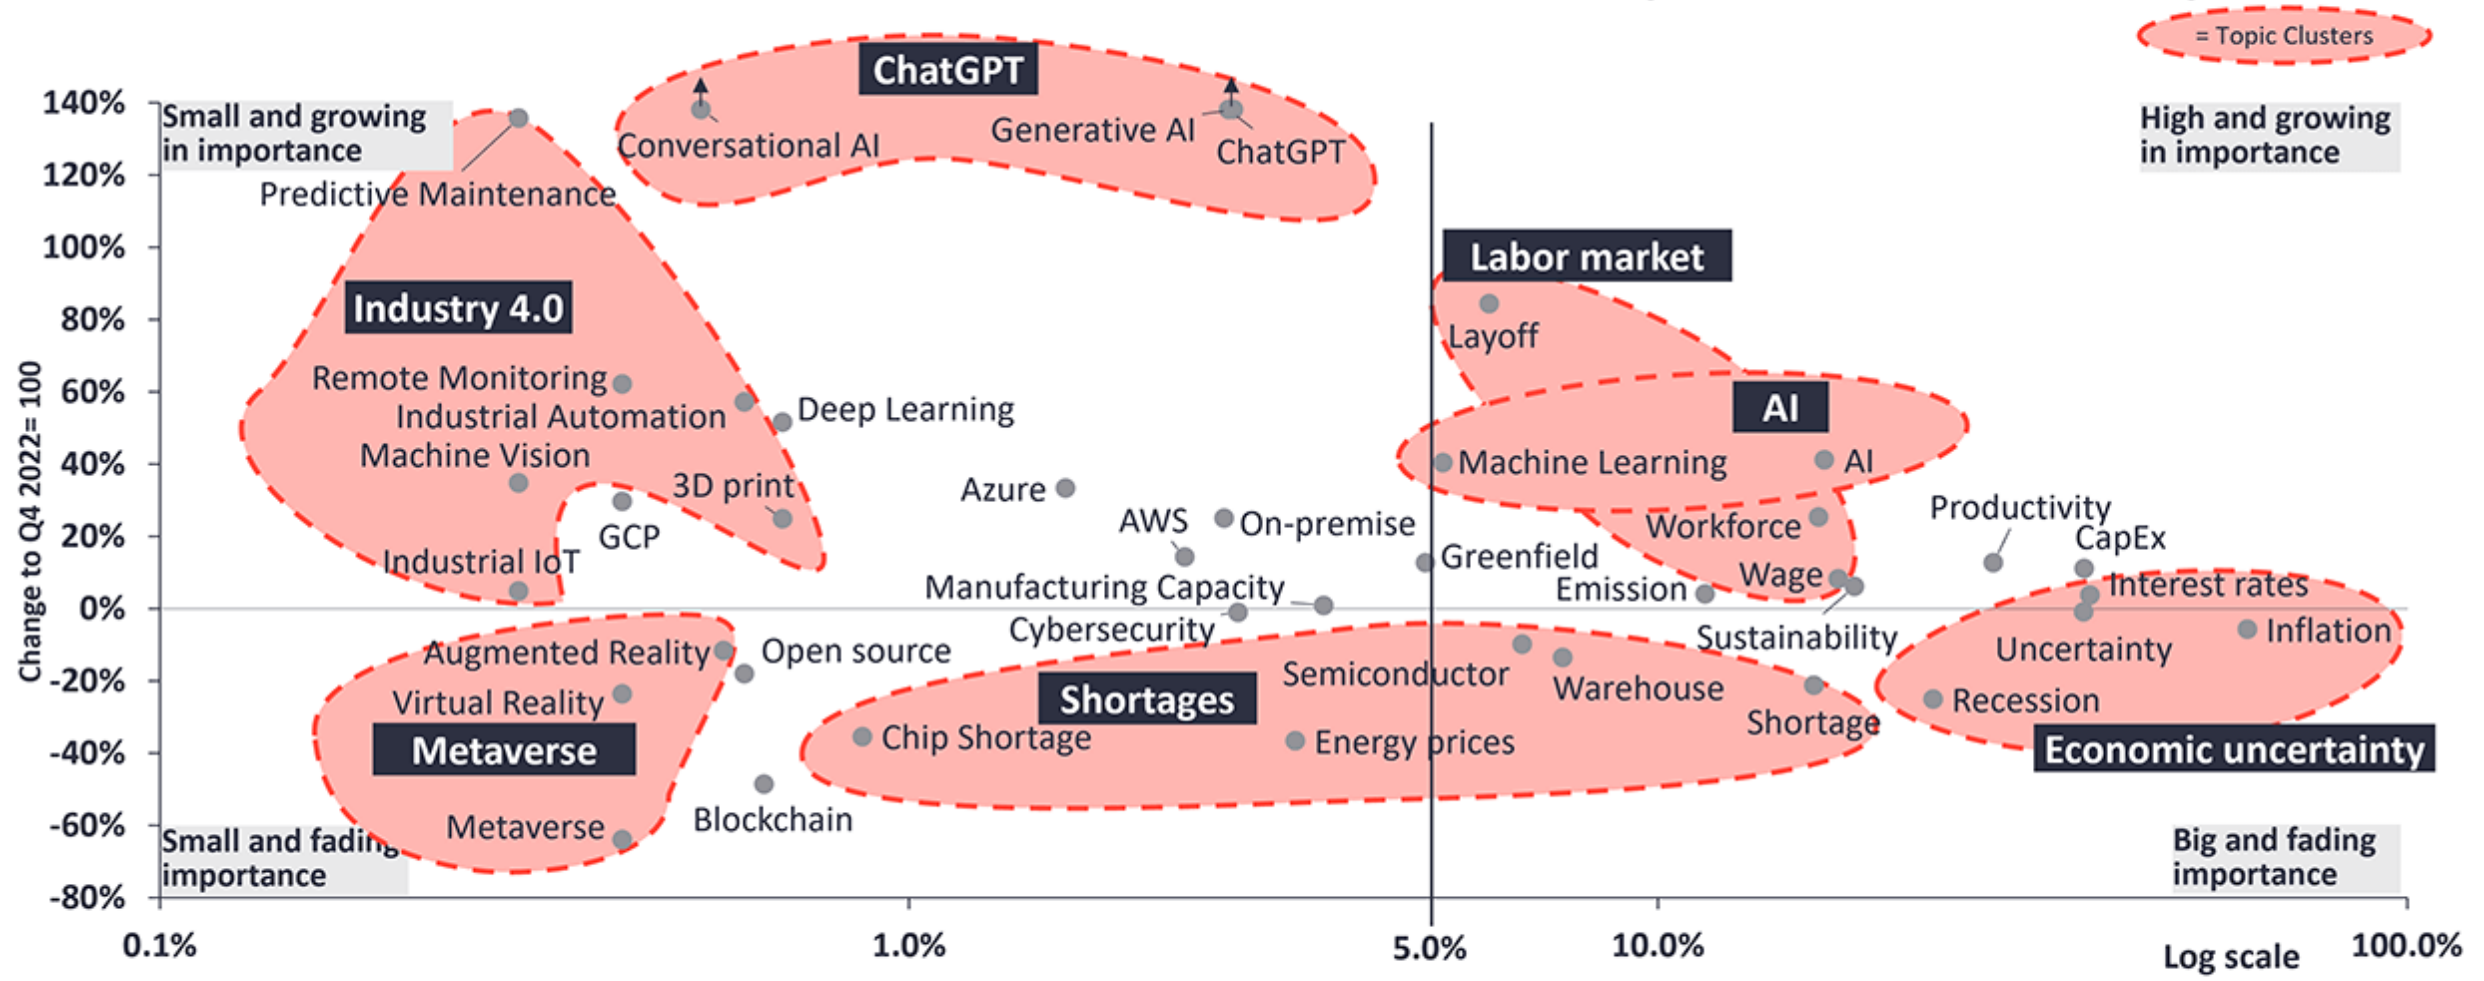 = Topic Clusters
ChatGPT
140%
Small and growing
in importance
High and growing
in importance
Conversational AI
Generative AI
ChatGPT
120%
Predictive Maintenance
100%
Labor market
Industry 4.0
80%
Layoff
Change to Q4 2022= 100
60%
Remote Monitoring
Industrial Automation
Deep Learning
AI
40%
Machine Vision
Machine Learning
AI
3D print
Azure
Productivity
20%
GCP
AWS
On-premise
Workforce
CapEx
Industrial IoT
Greenfield
Manufacturing Capacity
Emission
Wage
Interest rates
0%
Cybersecurity
Sustainability
Inflation
Augmented Reality
Open source
Uncertainty
-20%
Semiconductor
Virtual Reality
Shortages
Warehouse
Recession
Shortage
-40%
Metaverse
Chip Shortage
Energy prices
Economic uncertainty
-60%
Metaverse
Blockchain
Small and fading
importance
Big and fading
importance
-80%
0.1%
1.0%
5.0%
10.0%
Log scale
100.0%